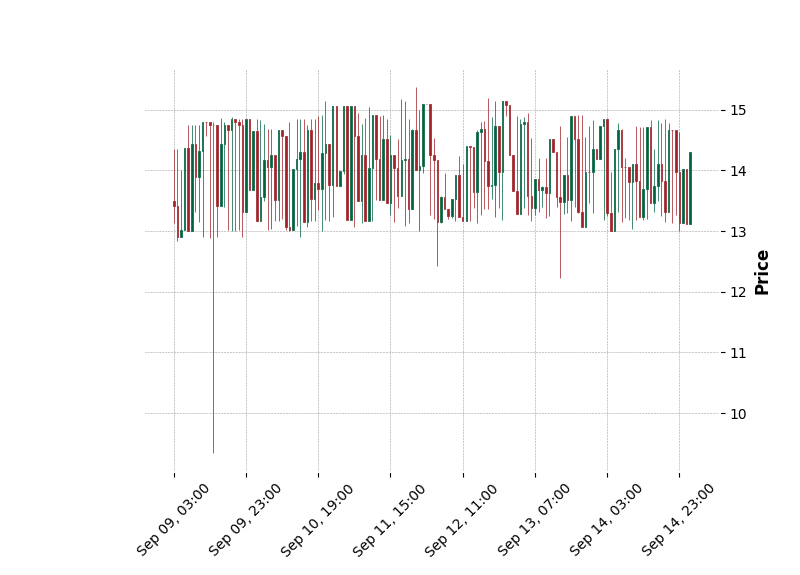 15
14
13
12
11
10
Price
Sep 09, 03:00
Sep 09, 23:00
Sep 10, 19:00
Sep 11, 15:00
Sep 12, 11:00
Sep 13, 07:00
Sep 14, 03:00
Sep 14, 23:00